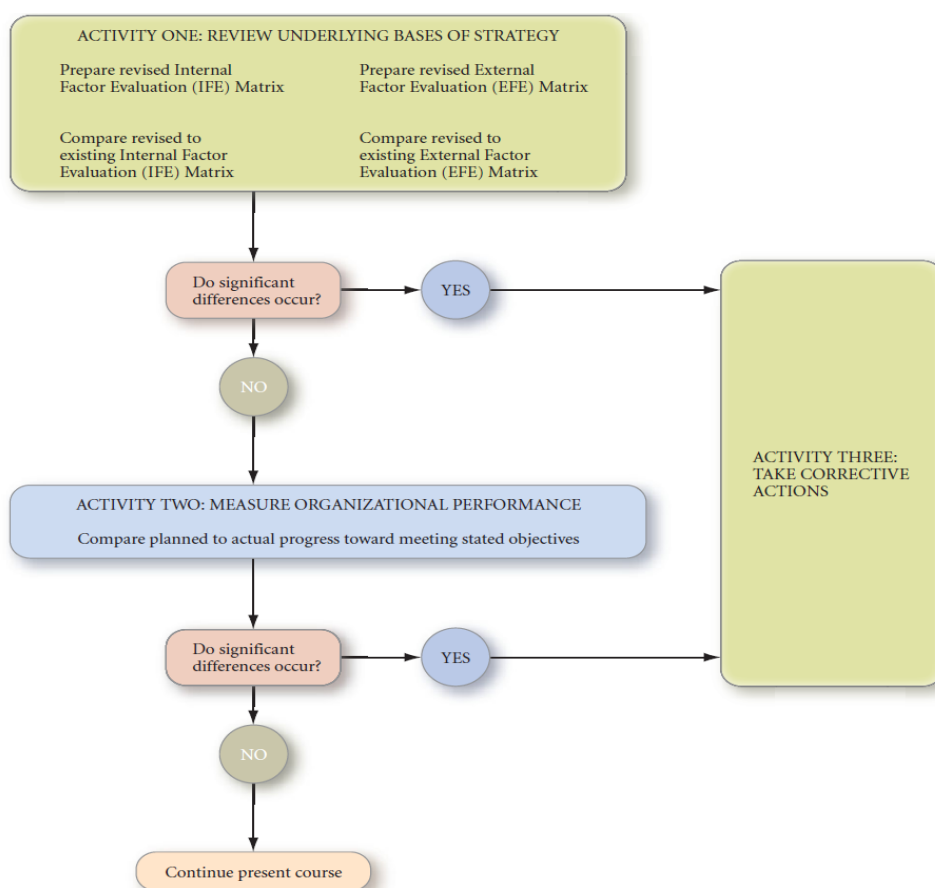 ACTIVITY ONE: REVIEW UNDERLYING BASES OF STRATEGY
Prepare revised Internal
Factor Evaluation (IFE) Matrix
Prepare revised External
Factor Evaluation (EFE) Matrix
Compare revised to
existing Internal Factor
Evaluation (IFE) Matrix
Compare revised to
existing External Factor
Evaluation (EFE) Matrix
Do significant
differences occur?
YES
NO
ACTIVITY THREE:
TAKE CORRECTIVE
ACTIONS
ACTIVITY TWO: MEASURE ORGANIZATIONAL PERFORMANCE
Compare planned to actual progress toward meeting stated objectives
Do significant
differences occur?
YES
NO
Continue present course